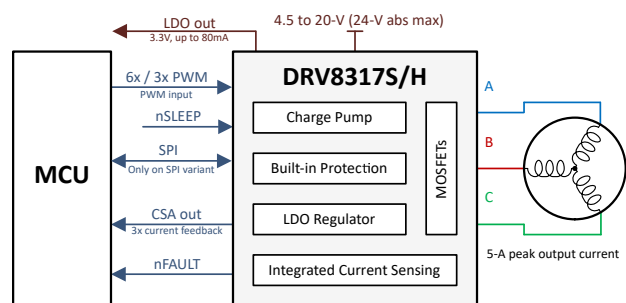 LDO out
3.3V, up to 80mA
4.5 to 20-V (24-V abs max)
MCU
6x / 3x PWM
PWM input
nSLEEP
SPI
Only on SPI variant
CSA out
3x current feedback
nFAULT
DRV8317S/H
Charge Pump
Built-in Protection
LDO Regulator
Integrated Current Sensing
MOSFETs
A
B
C
5-A peak output current